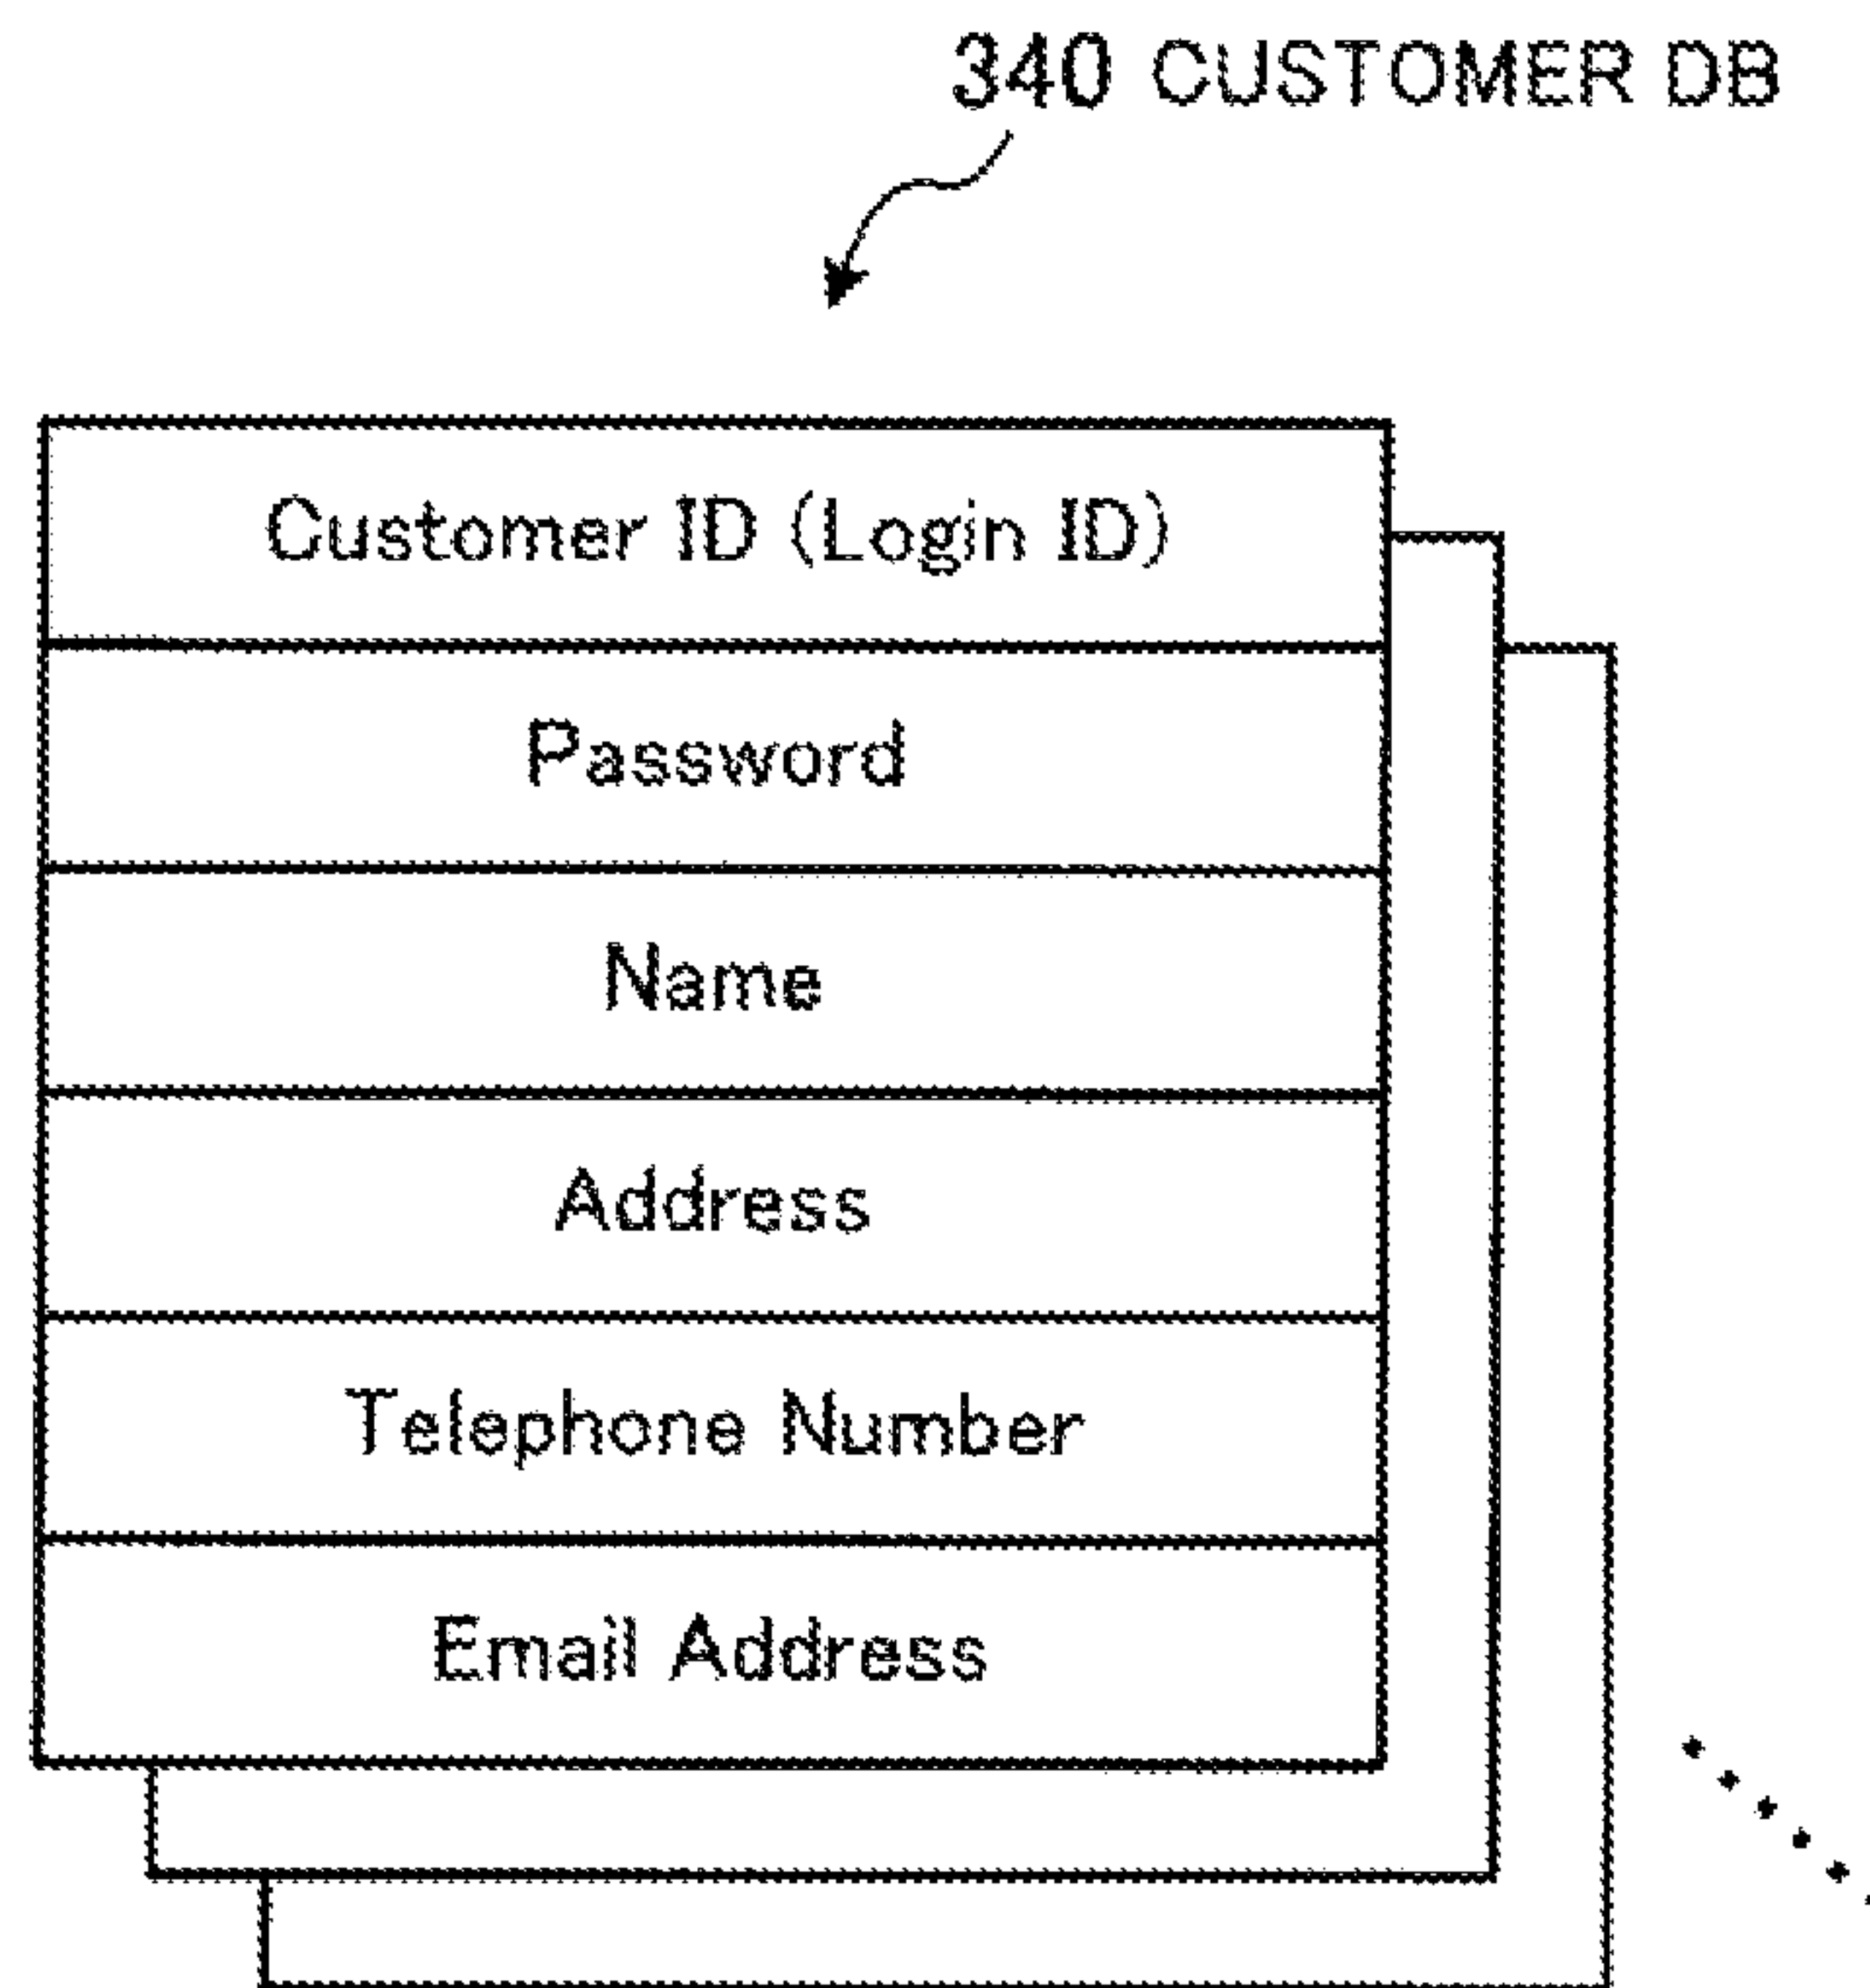 340 CUSTOMER DB
Customer ID (Login ID)
Password
Name
Address
Telephone Number
Email Address